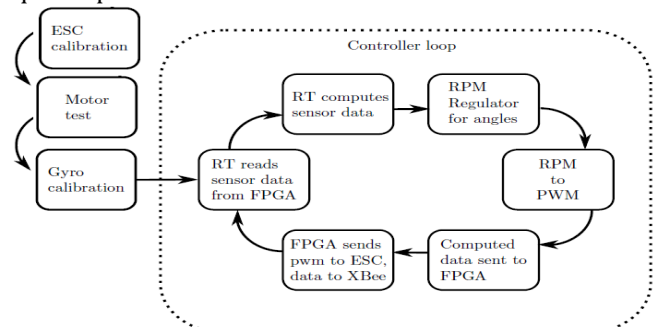 ESC
calibration
Motor
test
Gyro
calibration
Controller loop
RT computes
sensor data
RPM
Regulator
for angles
RT reads
sensor data
from FPGA
RPM
to
PWM
FPGA sends
pwm to ESC,
data to XBee
Computed
data sent to
FPGA